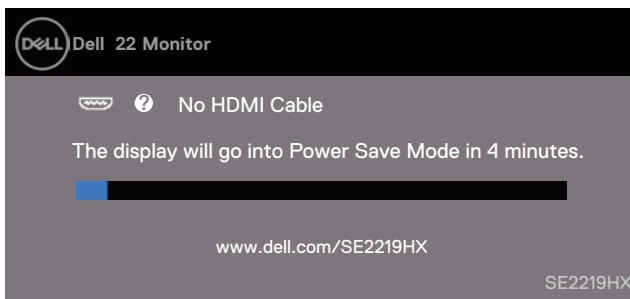 DELL Dell 22 Monitor
? No HDMI Cable
The display will go into Power Save Mode in 4 minutes.
www.dell.com/SE2219HX
SE2219HX